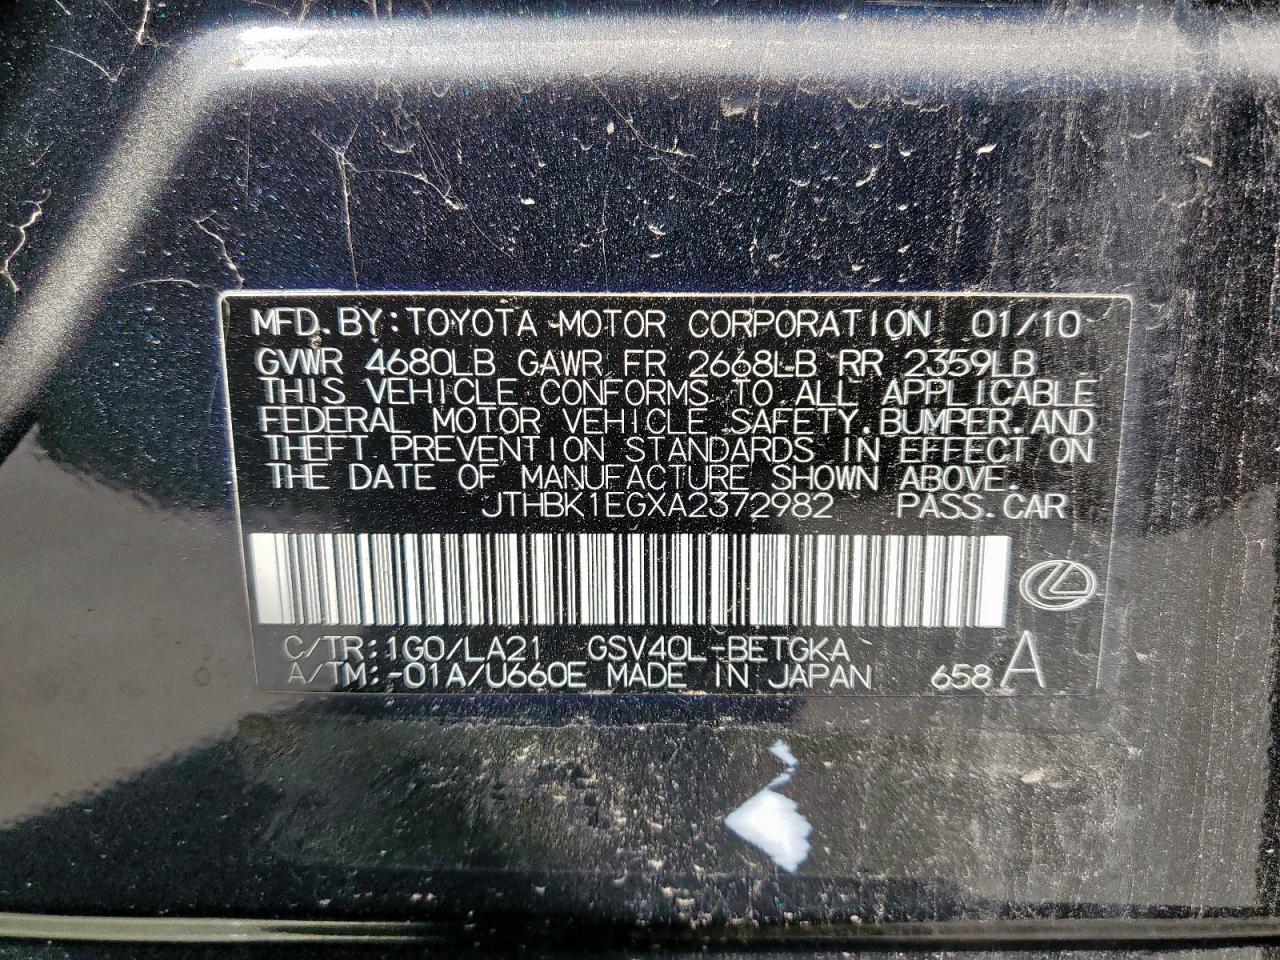 MFD.BY:TOYOTA MOTOR CORPORATION 01/10
GVWR 4680LB GAWR FR 2668LB RR 2359LB
THIS VEHICLE CONFORMS TO ALL APPLICABLE
FEDERAL MOTOR VEHICLE SAFETY.BUMPER.AND
THEFT PREVENTION STANDARDS IN EFFECT ON
THE DATE OF MANUFACTURE SHOWN ABOVE.
JTHBK1EGXA2372982 PASS.CAR
C/TR:1G0/LA21 GSV40L-BETGKA
A/TM:-01A/U660E MADE IN JAPAN 658 A